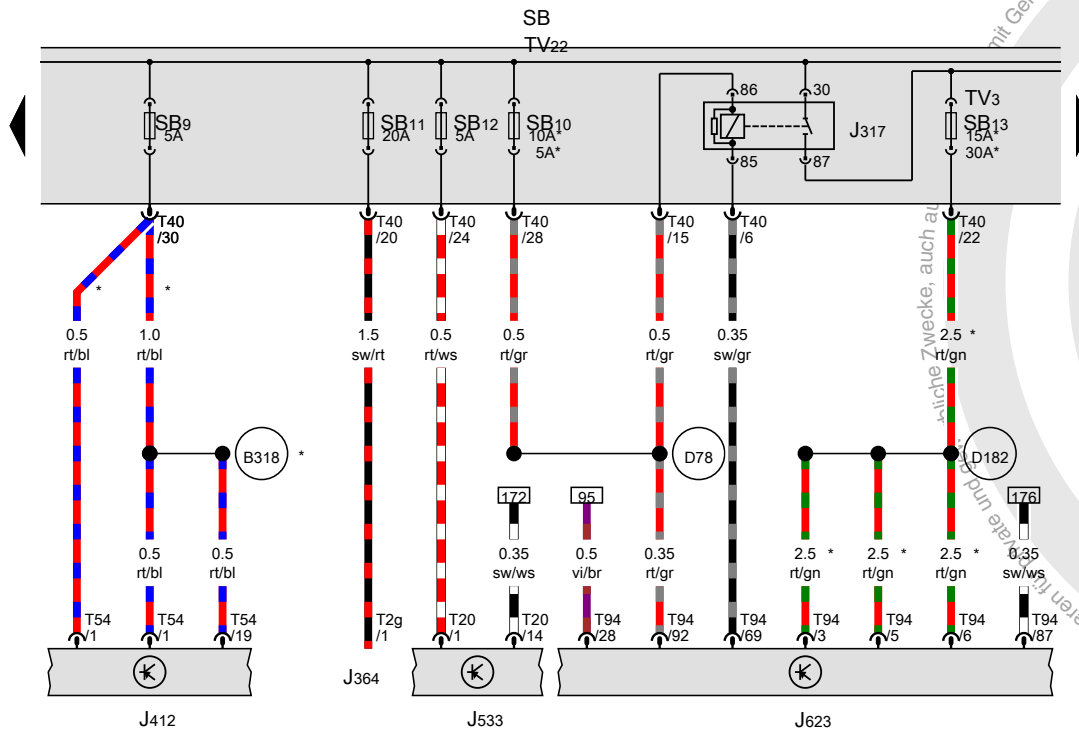 SB
TV22
86
30
TV3
SB9
5A
SB11
20A
SB12
5A
SB10
10A*
5A*
J317
SB13
15A*
30A*
85
87
T40
/30
T40
/20
T40
/24
T40
/28
T40
/15
T40
/6
T40
/22
*
*
0.5
rt/bl
1.0
rt/bl
1.5
sw/rt
0.5
rt/ws
0.5
rt/gr
0.5
rt/gr
0.35
sw/gr
2.5 *
rt/gn
B318 *
D78
D182
172
95
176
0.5
rt/bl
0.5
rt/bl
0.35
sw/ws
0.5
vi/br
0.35
rt/gr
2.5 *
rt/gn
2.5 *
rt/gn
2.5 *
rt/gn
0.35
sw/ws
T54
/1
T54
/1
T54
/19
T2g
/1
T20
/1
T20
/14
T94
/28
T94
/92
T94
/69
T94
/3
T94
/5
T94
/6
T94
/87
J364
J412
J533
J623
Zwecke, auch
private und